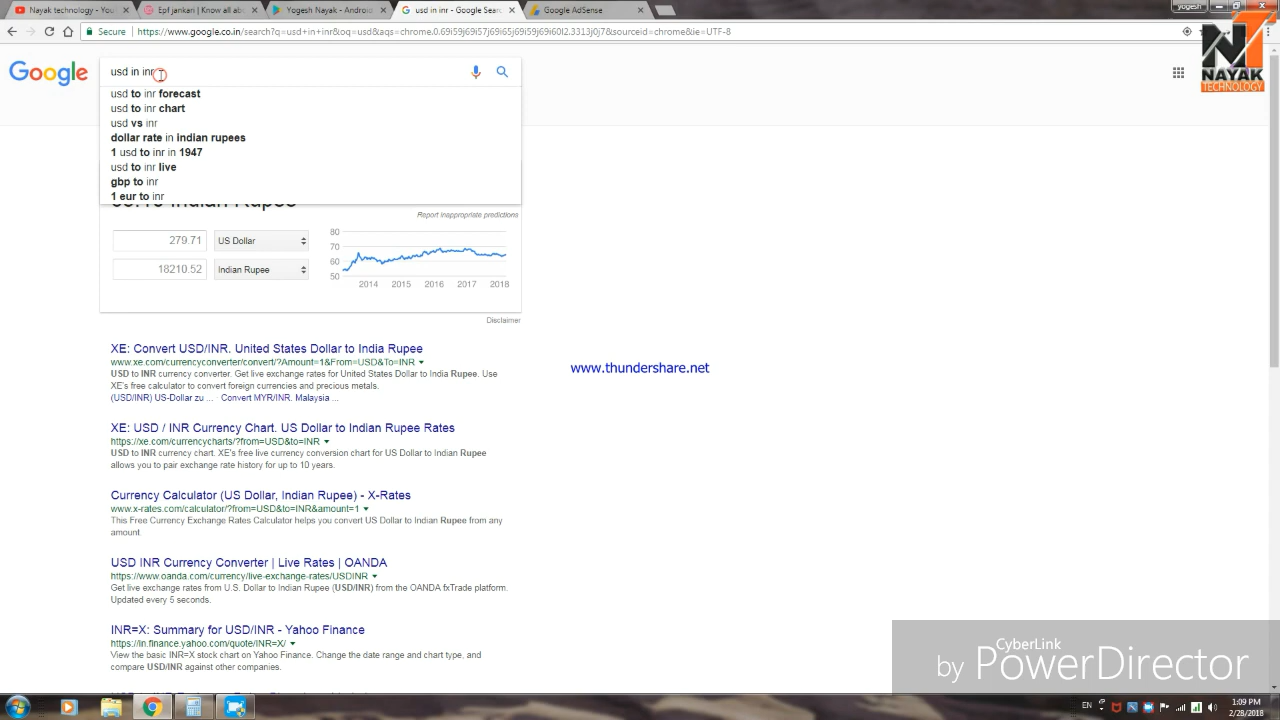 Nayak technology - You
Epf jankari | Know all abo
Yogesh Nayak - Android
usd in inr - Google Sear
Google AdSense
yogesh
Secure
https://www.google.co.in/search?q=usd+in+inr&oq=usd&aqs=chrome.0.69i59j69i57j69i65j69i59j69i60l2.3313j0j7&sourceid=chrome&ie=UTF-8
NT
NAYAK
TECHNOLOGY
Google
usd in inr
usd to inr forecast
usd to inr chart
usd vs inr
dollar rate in indian rupees
1 usd to inr in 1947
usd to inr live
gbp to inr
1 eur to inr
Indian Rupee
Report inappropriate predictions
279.71 US Dollar
18210.52 Indian Rupee
80
70
60
50
2014 2015 2016 2017 2018
Disclaimer
XE: Convert USD/INR. United States Dollar to India Rupee
www.xe.com/currencyconverter/convert/?Amount=1&From=USD&To=INR
USD to INR currency converter. Get live exchange rates for United States Dollar to India Rupee. Use
XE's free calculator to convert foreign currencies and precious metals.
(USD/INR) US-Dollar zu ... Convert MYR/INR. Malaysia ...
www.thundershare.net
XE: USD / INR Currency Chart. US Dollar to Indian Rupee Rates
https://xe.com/currencycharts/?from=USD&to=INR
USD to INR currency chart. XE's free live currency conversion chart for US Dollar to Indian Rupee
allows you to pair exchange rate history for up to 10 years.
Currency Calculator (US Dollar, Indian Rupee) - X-Rates
www.x-rates.com/calculator/?from=USD&to=INR&amount=1
This Free Currency Exchange Rates Calculator helps you convert US Dollar to Indian Rupee from any
amount.
USD INR Currency Converter | Live Rates | OANDA
https://www.oanda.com/currency/live-exchange-rates/USDINR
Get live exchange rates from U.S. Dollar to Indian Rupee (USD/INR) from the OANDA fxTrade platform.
Updated every 5 seconds.
INR=X: Summary for USD/INR - Yahoo Finance
https://in.finance.yahoo.com/quote/INR=X/
View the basic INR=X stock chart on Yahoo Finance. Change the date range and chart type, and
compare USD/INR against other companies.
CyberLink
by PowerDirector
EN
1:09 PM
2/28/2018